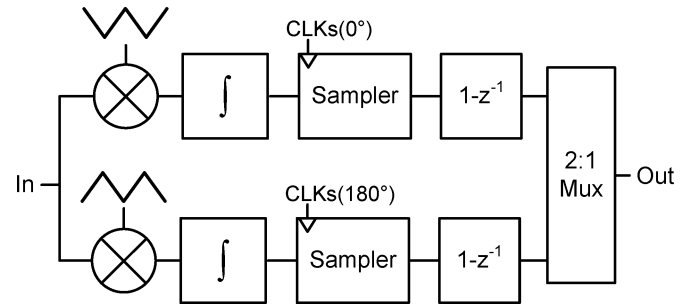 CLKs(0°)
∫
Sampler
1-z⁻¹
In
2:1
Mux
Out
CLKs(180°)
∫
Sampler
1-z⁻¹